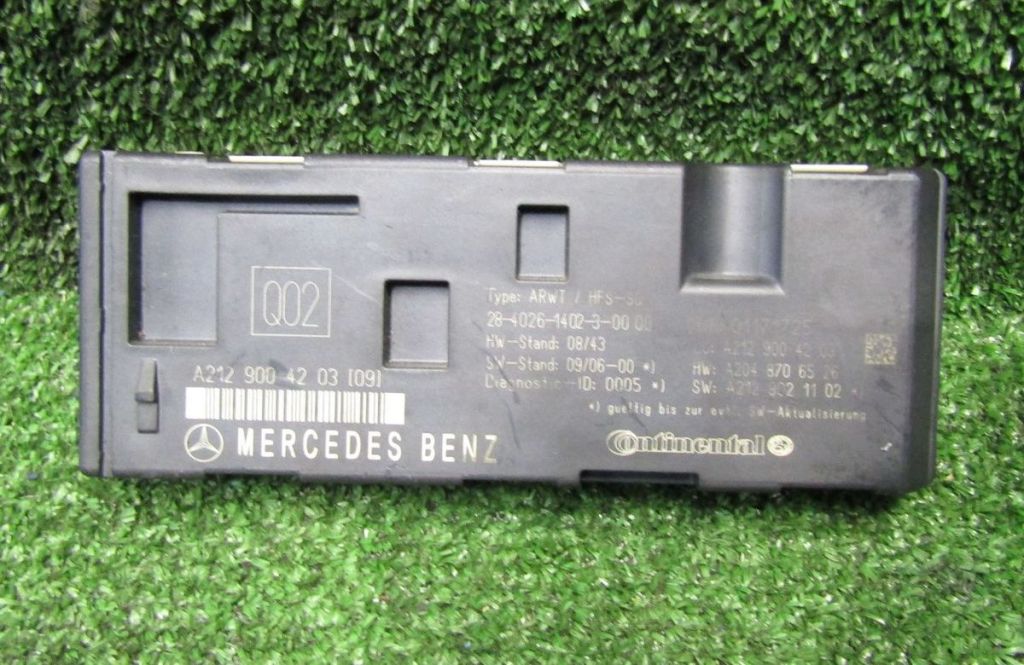 Q02
A212 900 42 03 [09]
MERCEDES BENZ
Type: ARWT / HFS-
28-4026-1402-3-00
HW-Stand: 08/43
SW-Stand: 09/06-00 *)
Diagnostic-ID: 0005 *)
A212 900 42 03
HW: A204 870 65 26
SW: A212 902 11 02 *
*) gueltig bis zur evtl. SW-Aktualisierung
Continental